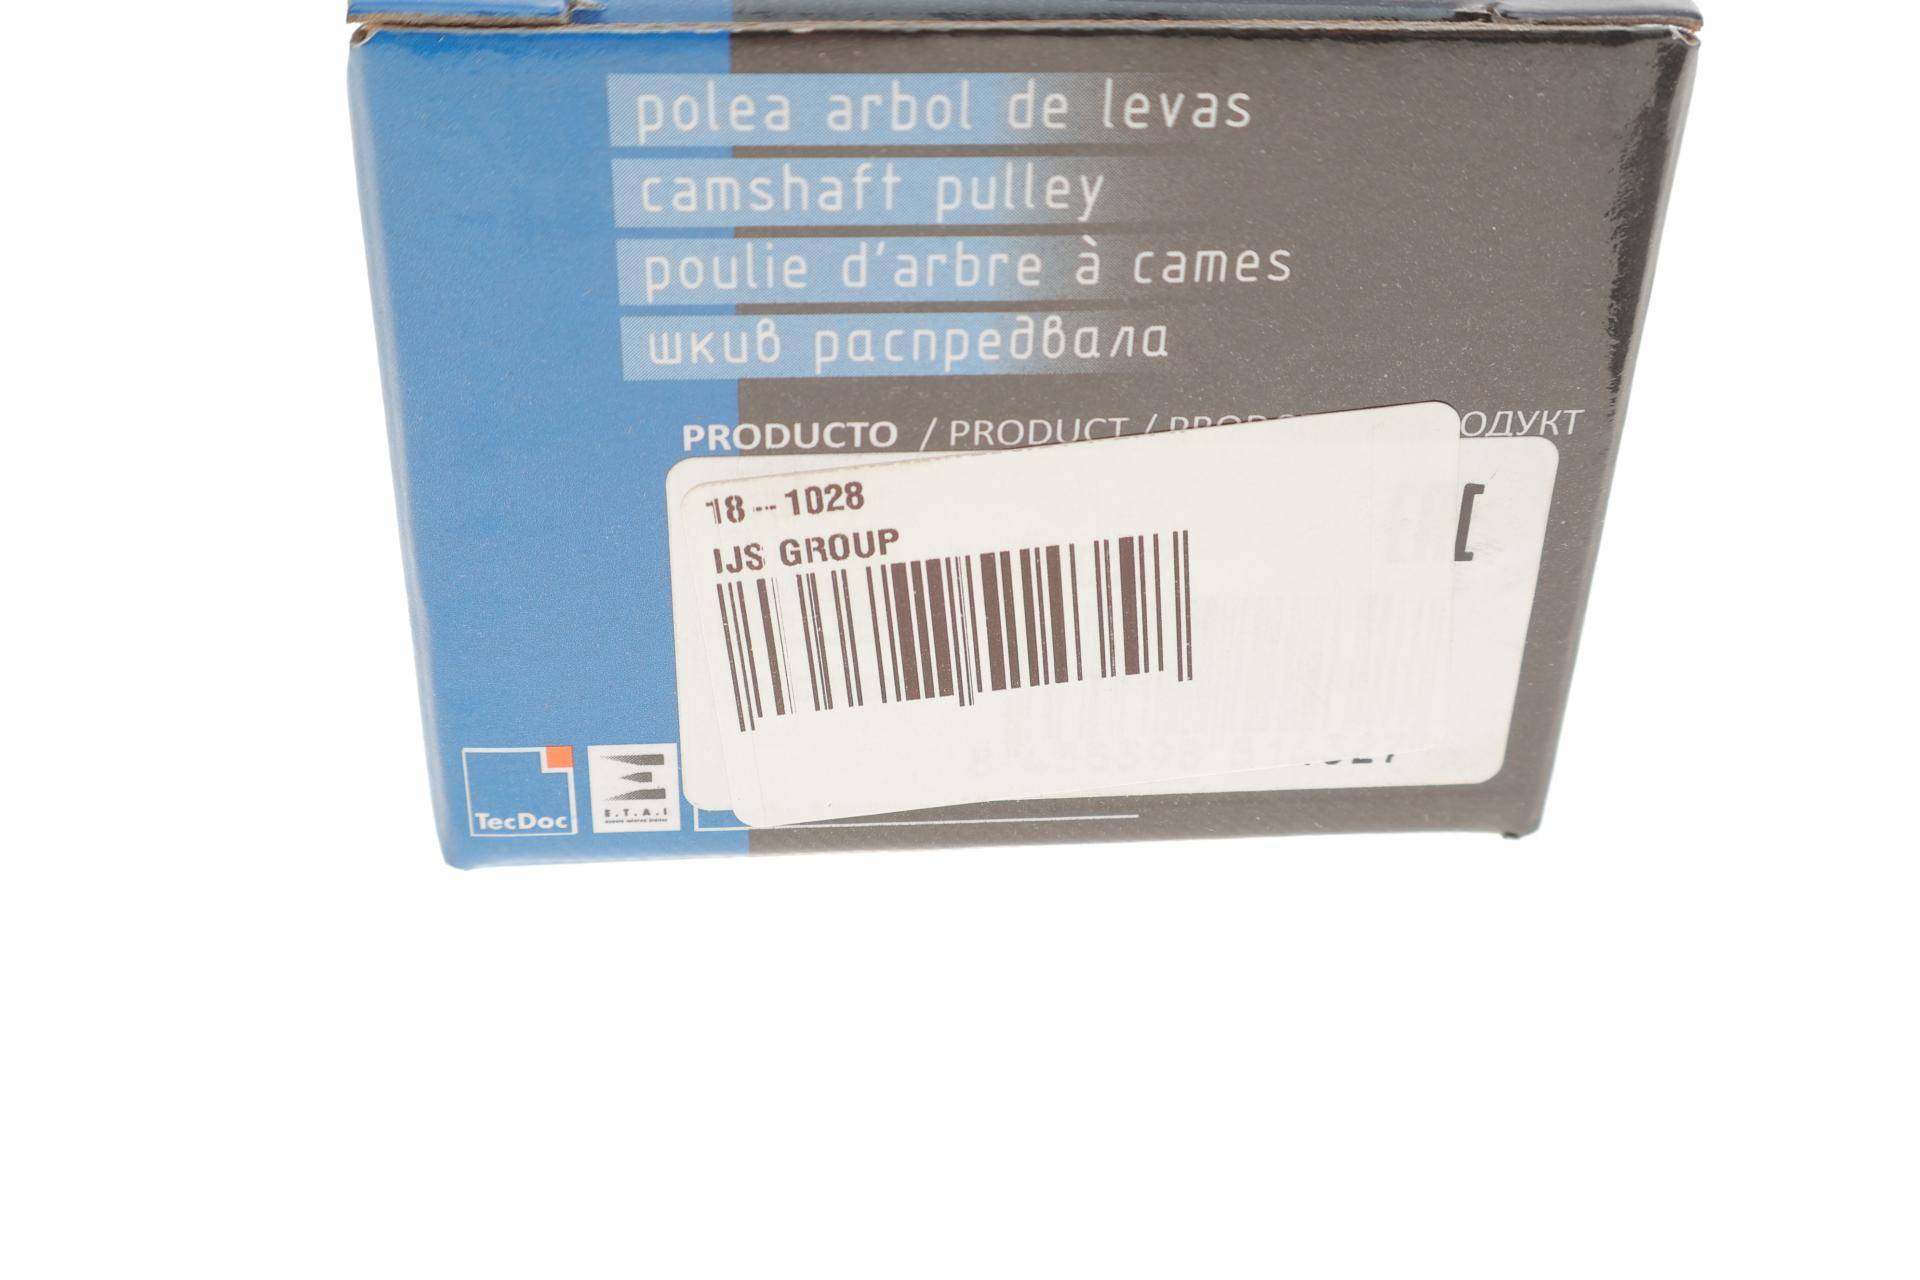 polea arbol de levas
camshaft pulley
poulie d'arbre à cames
шкив распредвала
PRODUCTO / PRODUCT /
18--1028
IJS GROUP
TecDoc
E.T.A.I